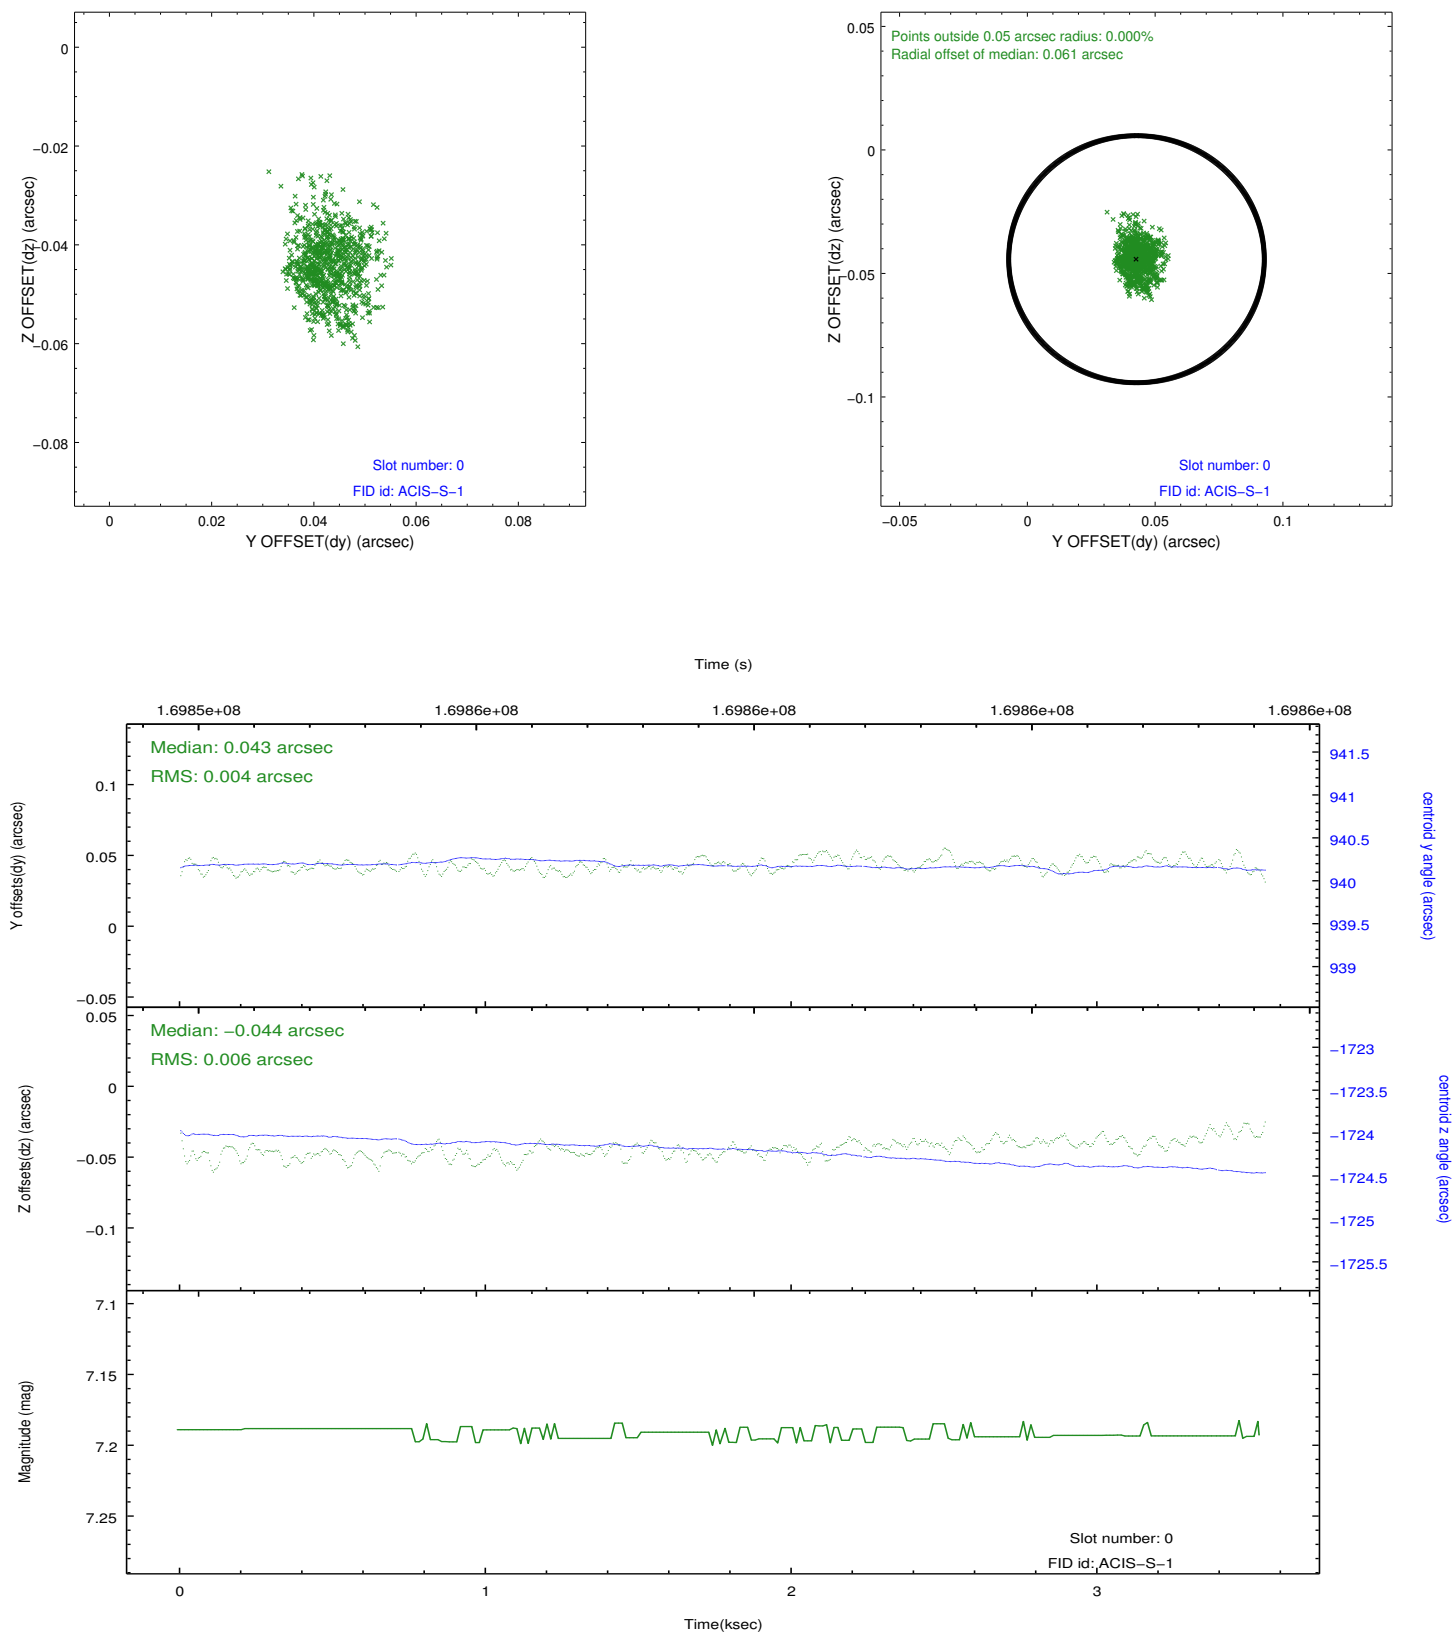 0
−0.02
−0.04
−0.06
−0.08
Z OFFSET(dz) (arcsec)
Slot number: 0
FID id: ACIS−S−1
0 0.02 0.04 0.06 0.08
Y OFFSET(dy) (arcsec)
Points outside 0.05 arcsec radius: 0.000%
Radial offset of median: 0.061 arcsec
0.05
0
−0.05
−0.1
Z OFFSET(dz) (arcsec)
Slot number: 0
FID id: ACIS−S−1
−0.05 0 0.05 0.1
Y OFFSET(dy) (arcsec)
Time (s)
1.6985e+08 1.6986e+08 1.6986e+08 1.6986e+08 1.6986e+08
Median: 0.043 arcsec
RMS: 0.004 arcsec
0.1
0.05
0
−0.05
Y offsets(dy) (arcsec)
941.5
941
940.5
940
939.5
939
centroid y angle (arcsec)
Median: −0.044 arcsec
RMS: 0.006 arcsec
0.05
0
−0.05
−0.1
Z offsets(dz) (arcsec)
−1723
−1723.5
−1724
−1724.5
−1725
−1725.5
centroid z angle (arcsec)
7.1
7.15
7.2
7.25
Magnitude (mag)
Slot number: 0
FID id: ACIS−S−1
0 1 2 3
Time(ksec)